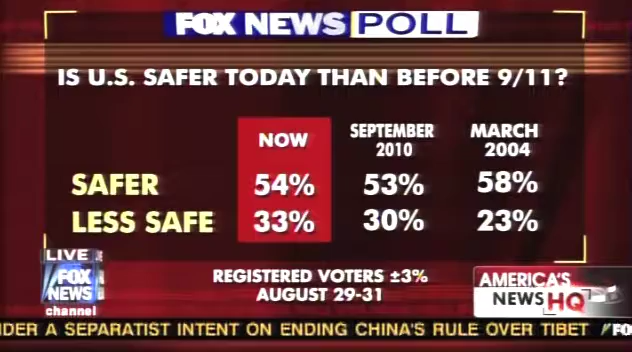 FOX NEWS POLL
IS U.S. SAFER TODAY THAN BEFORE 9/11?
NOW SEPTEMBER 2010 MARCH 2004
SAFER 54% 53% 58%
LESS SAFE 33% 30% 23%
REGISTERED VOTERS ±3%
AUGUST 29-31
LIVE
FOX
NEWS
channel
AMERICA'S
NEWS HQ
DER A SEPARATIST INTENT ON ENDING CHINA'S RULE OVER TIBET